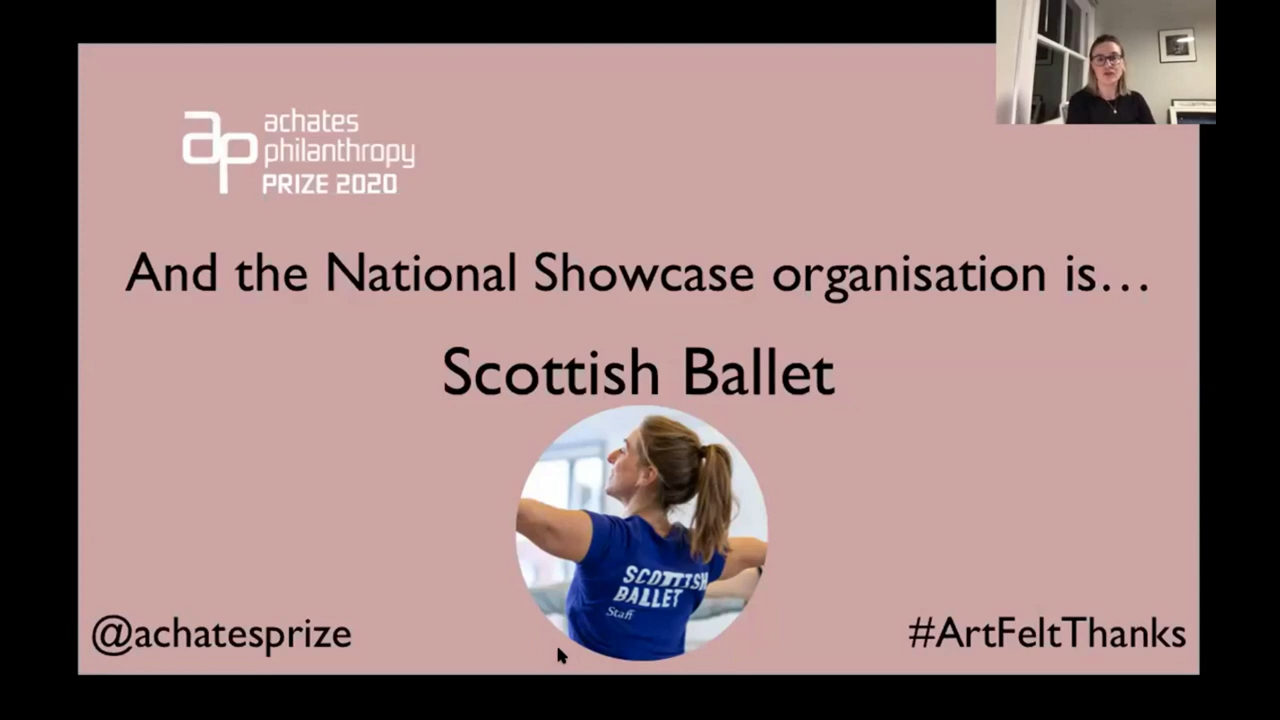 achates
philanthropy
PRIZE 2020
And the National Showcase organisation is...
Scottish Ballet
SCOTTISH
BALLET
Staff
@achatesprize
#ArtFeltThanks